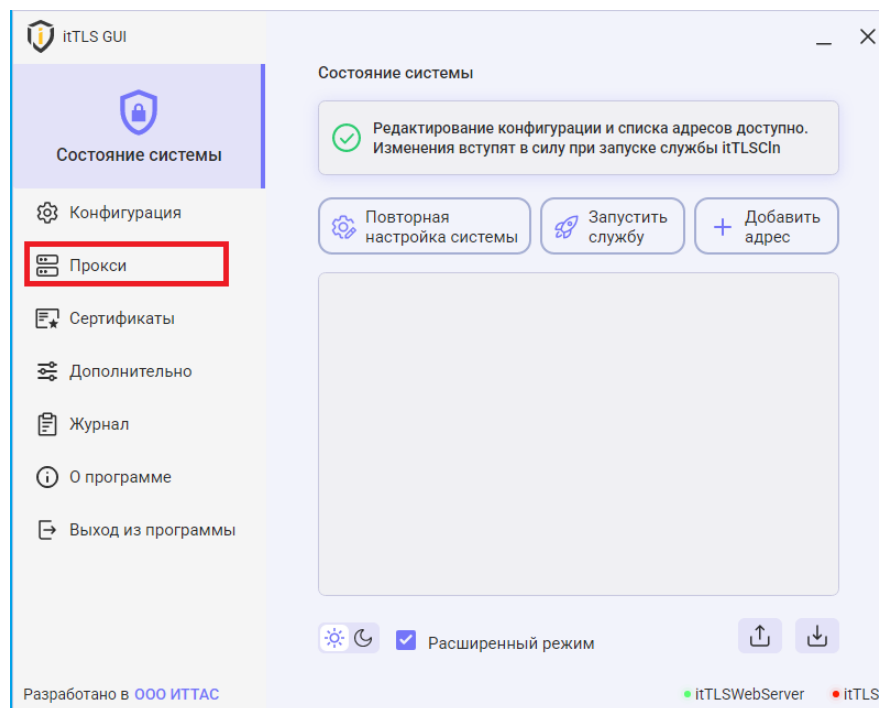 itTLS GUI
Состояние системы
Конфигурация
Прокси
Сертификаты
Дополнительно
Журнал
О программе
Выход из программы
Разработано в ООО ИТТАС
Состояние системы
Редактирование конфигурации и списка адресов доступно.
Изменения вступят в силу при запуске службы itTLSCln
Повторная
настройка системы
Запустить
службу
Добавить
адрес
Расширенный режим
itTLSWebServer
itTLS